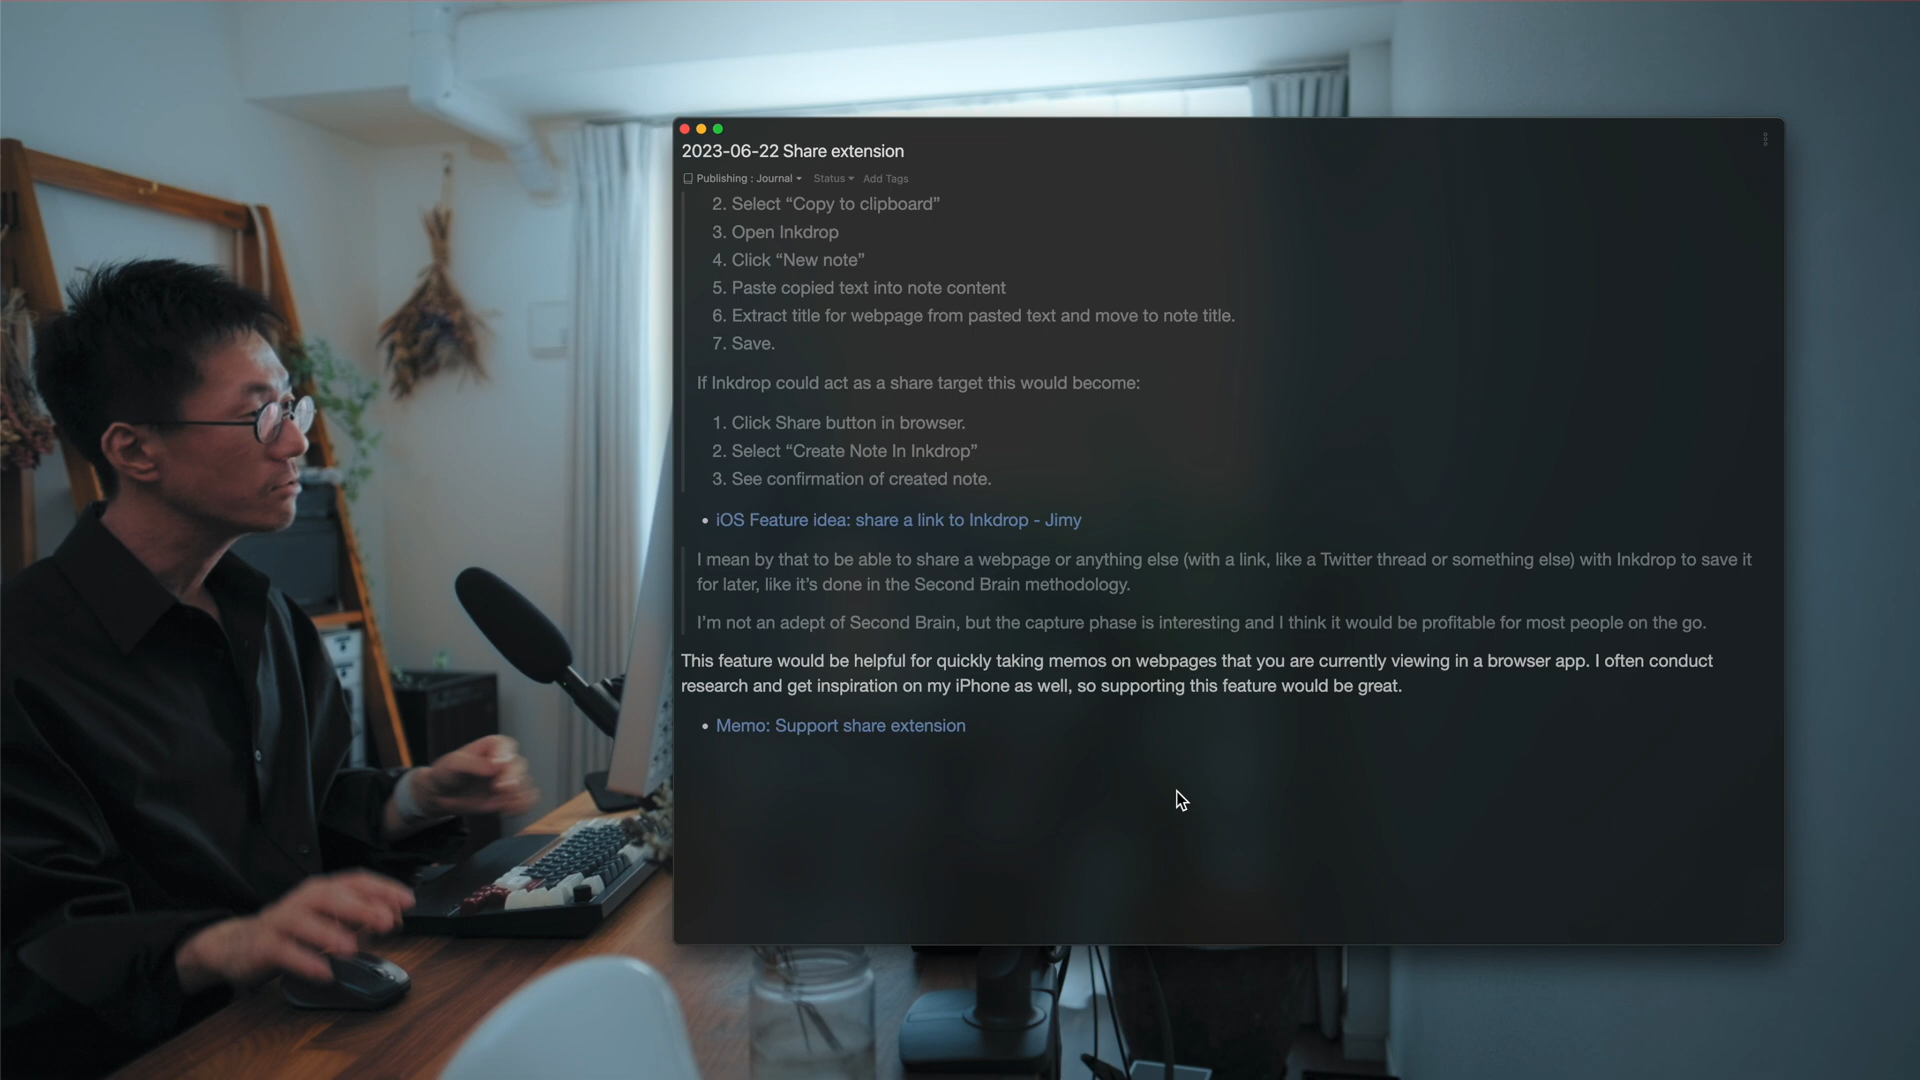 2023-06-22 Share extension
Publishing : Journal Status Add Tags
2. Select “Copy to clipboard”
3. Open Inkdrop
4. Click “New note”
5. Paste copied text into note content
6. Extract title for webpage from pasted text and move to note title.
7. Save.
If Inkdrop could act as a share target this would become:
1. Click Share button in browser.
2. Select “Create Note In Inkdrop”
3. See confirmation of created note.
• iOS Feature idea: share a link to Inkdrop - Jimy
I mean by that to be able to share a webpage or anything else (with a link, like a Twitter thread or something else) with Inkdrop to save it
for later, like it’s done in the Second Brain methodology.
I’m not an adept of Second Brain, but the capture phase is interesting and I think it would be profitable for most people on the go.
This feature would be helpful for quickly taking memos on webpages that you are currently viewing in a browser app. I often conduct
research and get inspiration on my iPhone as well, so supporting this feature would be great.
• Memo: Support share extension